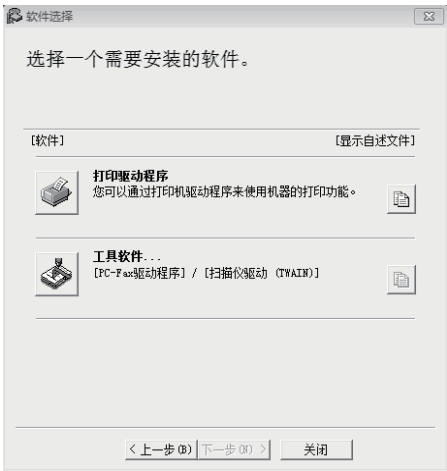 软件选择
选择一个需要安装的软件。
[软件] [显示自述文件]
打印驱动程序
您可以通过打印机驱动程序来使用机器的打印功能。
工具软件...
[PC-Fax驱动程序] / [扫描仪驱动 (TWAIN)]
<上一步(B) 下一步(N) > 关闭